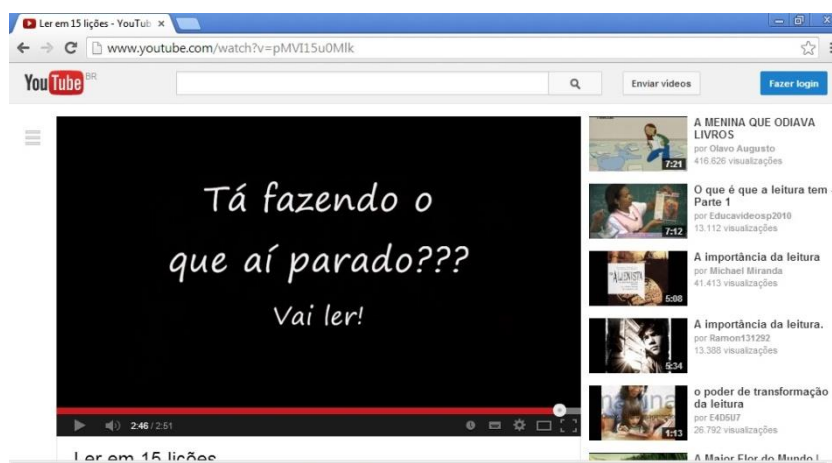 Ler em 15 lições - YouTub
www.youtube.com/watch?v=pMVI15u0Mlk
YouTube BR
Enviar vídeos
Fazer login
Tá fazendo o
que aí parado???
Vai ler!
2:46 / 2:51
Ler em 15 lições
7:21
A MENINA QUE ODIAVA
LIVROS
por Olavo Augusto
416.626 visualizações
7:12
O que é que a leitura tem -
Parte 1
por Educavideosp2010
13.112 visualizações
ALIENISTA
5:08
A importância da leitura
por Michael Miranda
41.413 visualizações
5:34
A importância da leitura.
por Ramon131292
13.388 visualizações
1:13
o poder de transformação
da leitura
por E4D5U7
26.792 visualizações
A Maior Flor do Mundo |